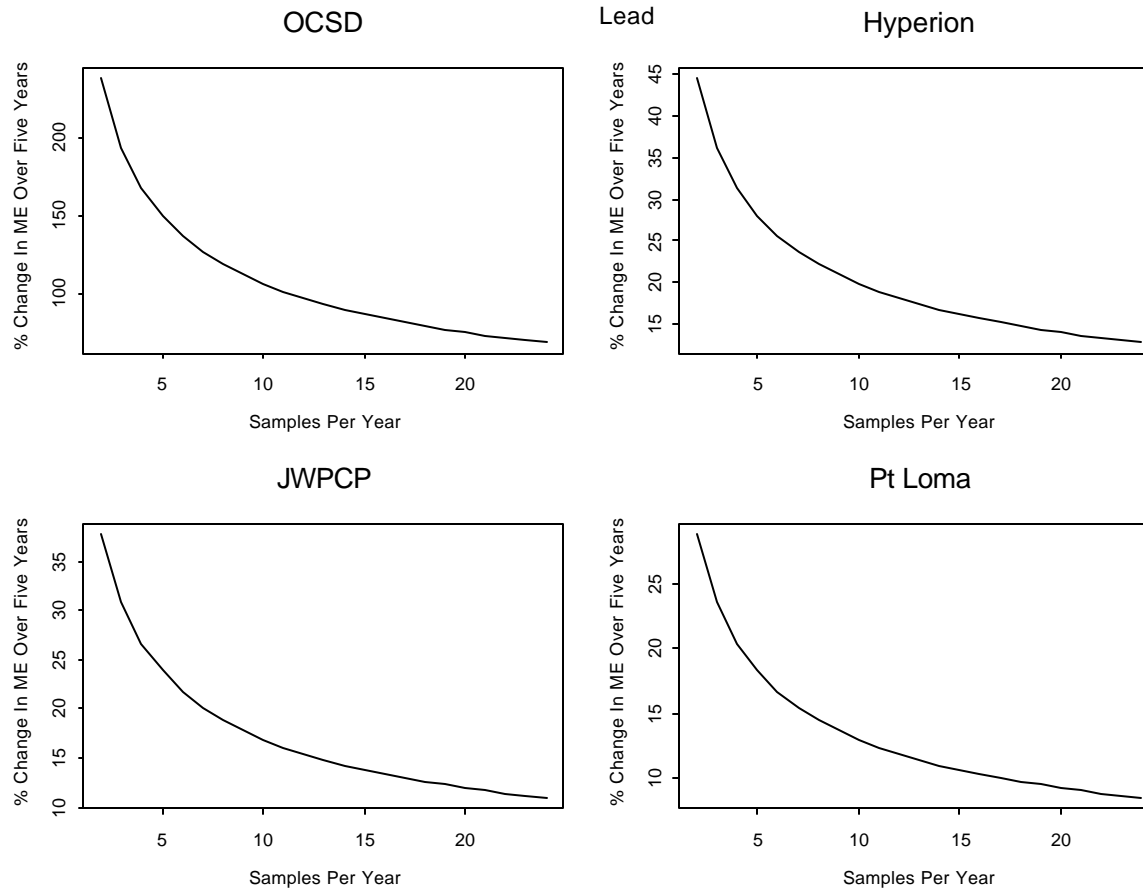 Lead
OCSD
% Change In ME Over Five Years
200
150
100
5 10 15 20
Samples Per Year
Hyperion
% Change In ME Over Five Years
45
40
35
30
25
20
15
5 10 15 20
Samples Per Year
JWPCP
% Change In ME Over Five Years
35
30
25
20
15
10
5 10 15 20
Samples Per Year
Pt Loma
% Change In ME Over Five Years
25
20
15
10
5 10 15 20
Samples Per Year